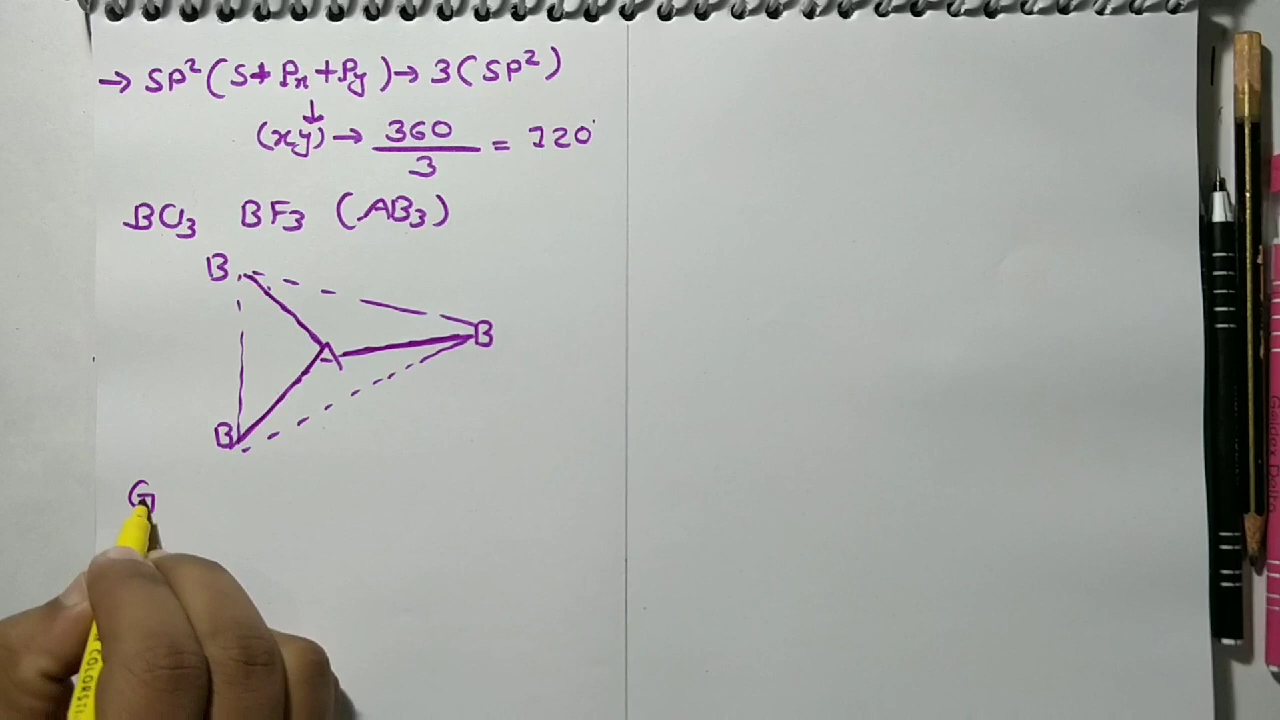 → SP² (S + Px + Py) → 3 (SP²)
↓
(xy) → 360/3 = 120°
BCl₃ BF₃ (AB₃)
B
A B
B
G